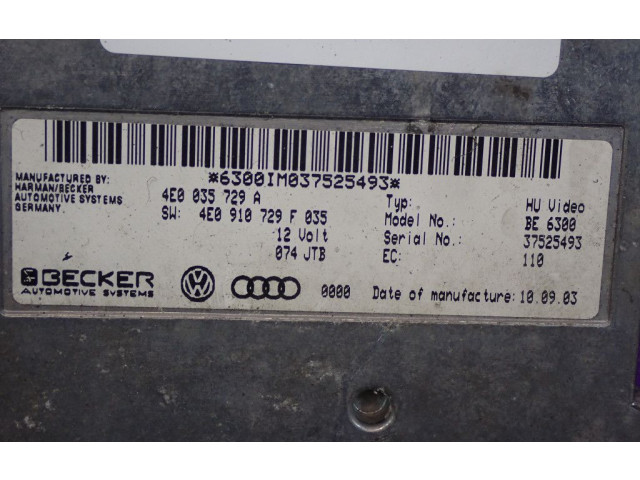 *6300IM037525493*
MANUFACTURED BY:
HARMAN/BECKER
AUTOMOTIVE SYSTEMS
GERMANY.
4E0 035 729 A
SW: 4E0 910 729 F 035
12 Volt
074 JTB
Typ: HU Video
Model No.: BE 6300
Serial No.: 37525493
EC: 110
BECKER
AUTOMOTIVE SYSTEMS
0000
Date of manufacture: 10.09.03